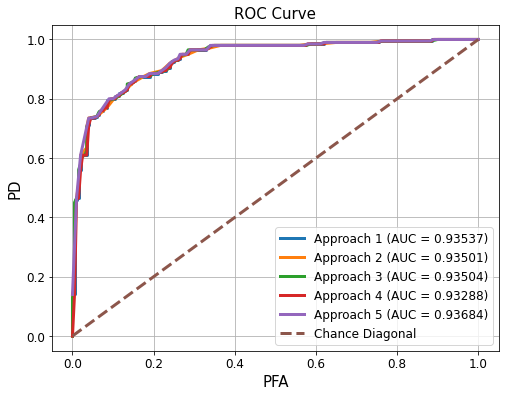 ROC Curve
1.0
0.8
0.6
0.4
0.2
0.0
PD
Approach 1 (AUC = 0.93537)
Approach 2 (AUC = 0.93501)
Approach 3 (AUC = 0.93504)
Approach 4 (AUC = 0.93288)
Approach 5 (AUC = 0.93684)
Chance Diagonal
0.0 0.2 0.4 0.6 0.8 1.0
PFA